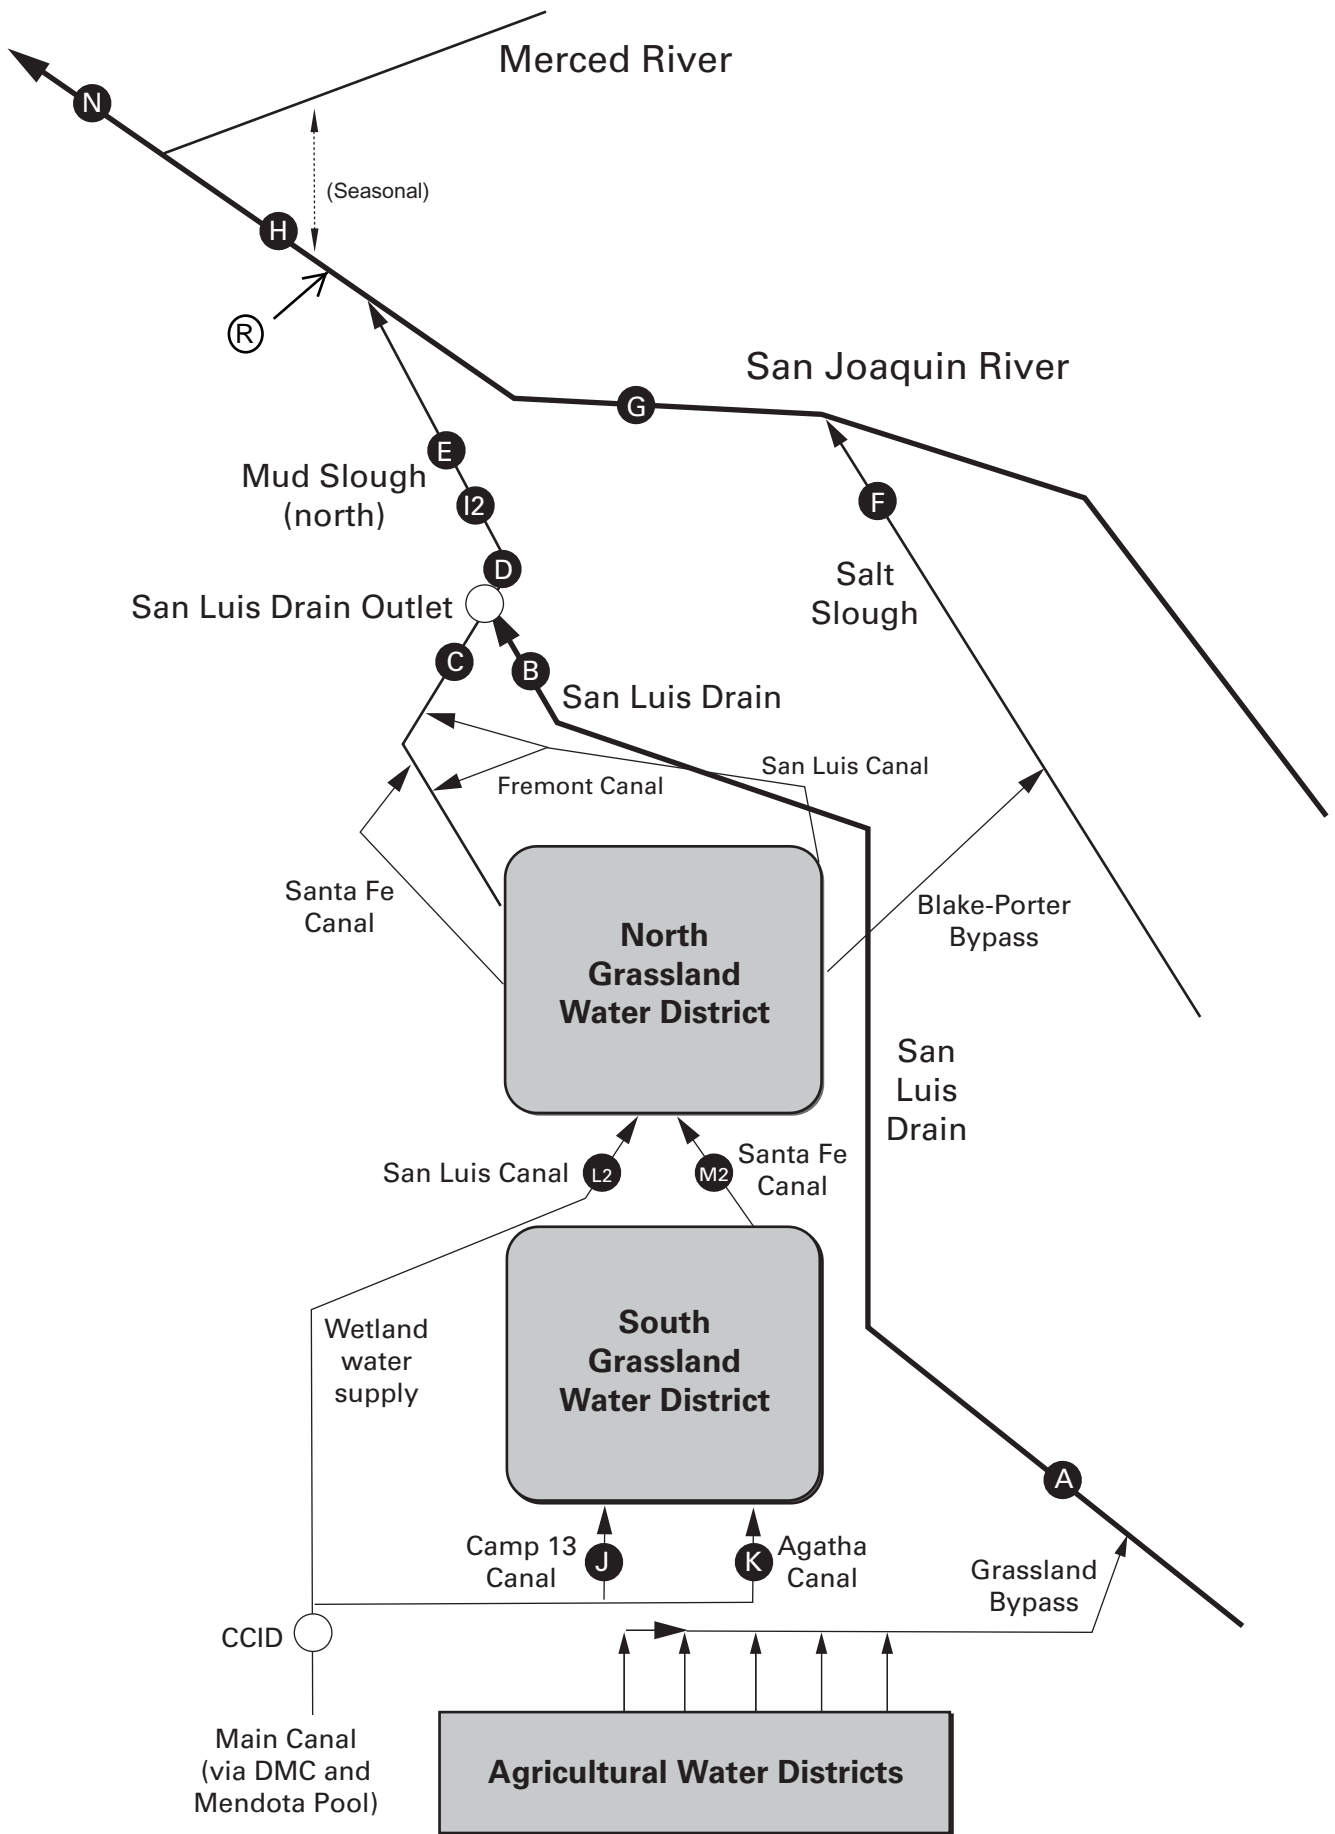 Merced River
N
(Seasonal)
H
R
San Joaquin River
G
E
Mud Slough
(north)
I2
F
D
Salt
Slough
San Luis Drain Outlet
C
B
San Luis Drain
San Luis Canal
Fremont Canal
Santa Fe
Canal
North
Grassland
Water District
Blake-Porter
Bypass
San
Luis
Drain
San Luis Canal
L2
M2
Santa Fe
Canal
Wetland
water
supply
South
Grassland
Water District
A
Camp 13
Canal
J
K
Agatha
Canal
Grassland
Bypass
CCID
Main Canal
(via DMC and
Mendota Pool)
Agricultural Water Districts